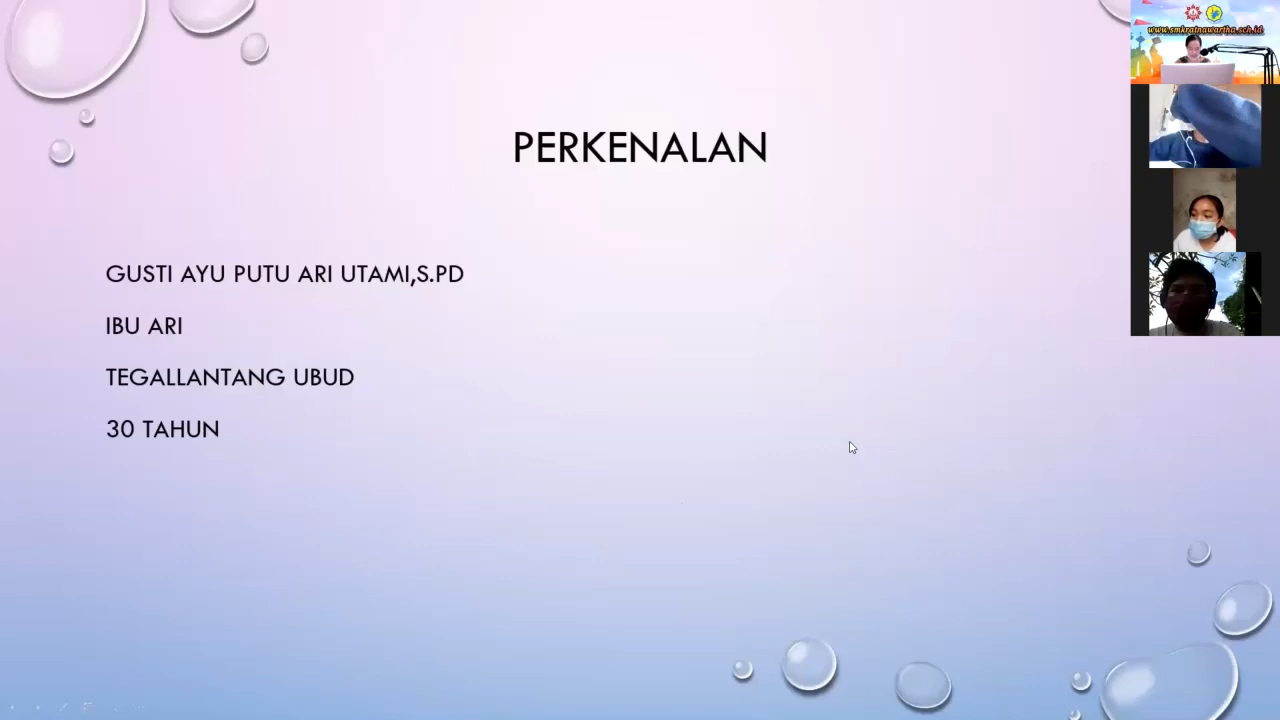 PERKENALAN
GUSTI AYU PUTU ARI UTAMI,S.PD
IBU ARI
TEGALLANTANG UBUD
30 TAHUN
www.smkratnawartha.sch.id